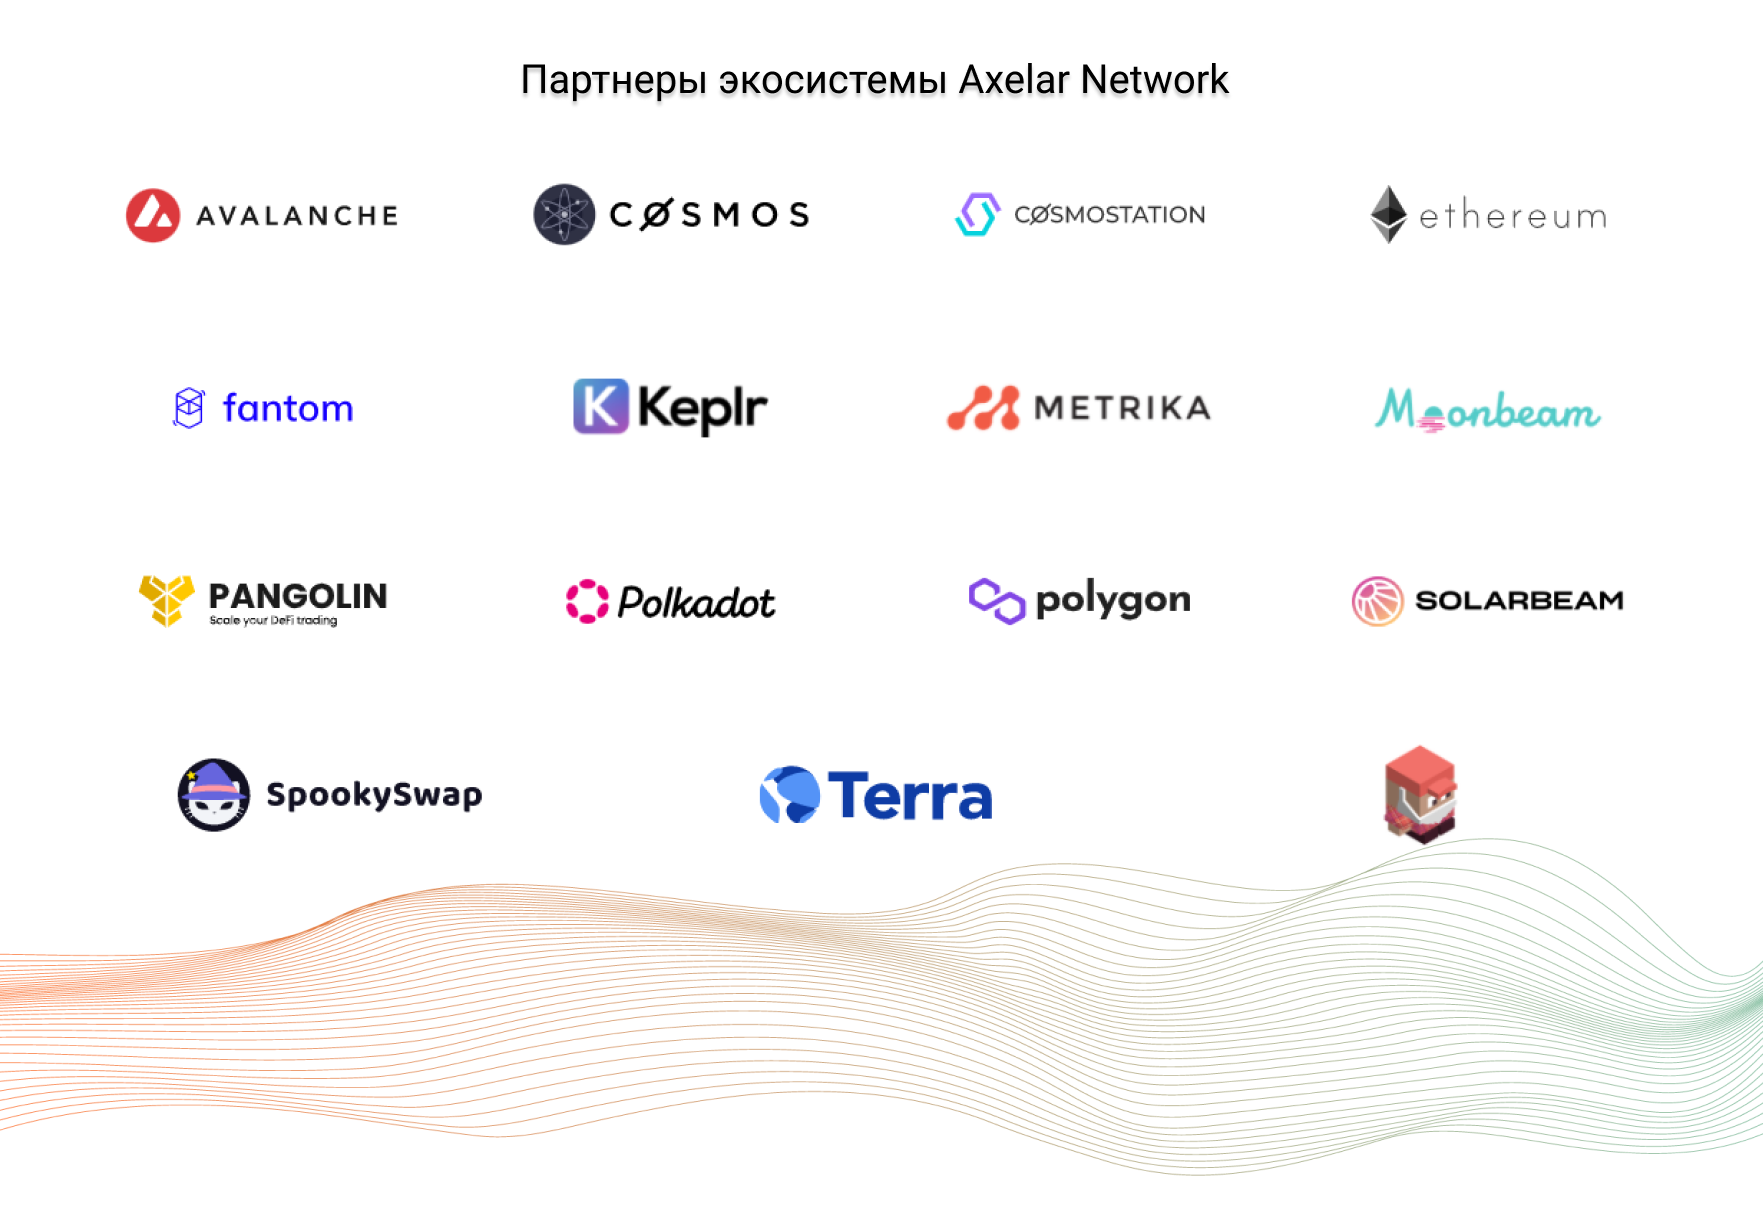 Партнеры экосистемы Axelar Network
AVALANCHE
CØSMOS
CØSMOSTATION
ethereum
fantom
Keplr
METRIKA
Moonbeam
PANGOLIN
Scale your DeFi trading
Polkadot
polygon
SOLARBEAM
SpookySwap
Terra